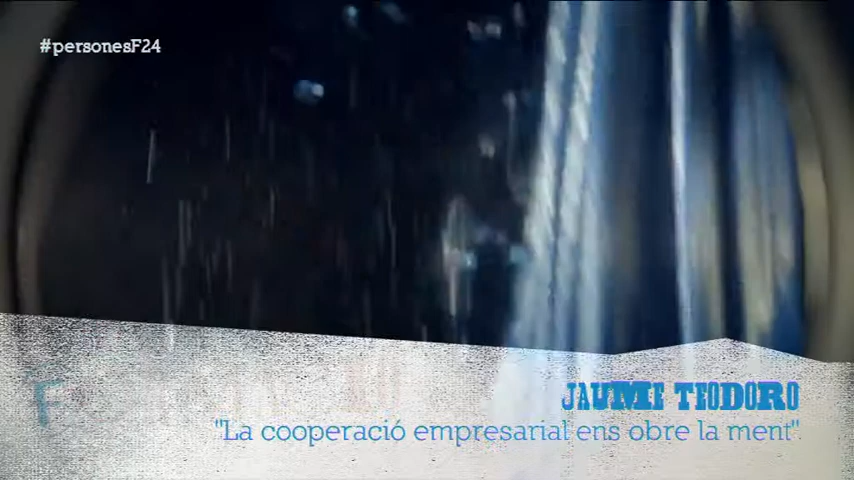 #personesF24
JAUME TEODORO
"La cooperació empresarial ens obre la ment".